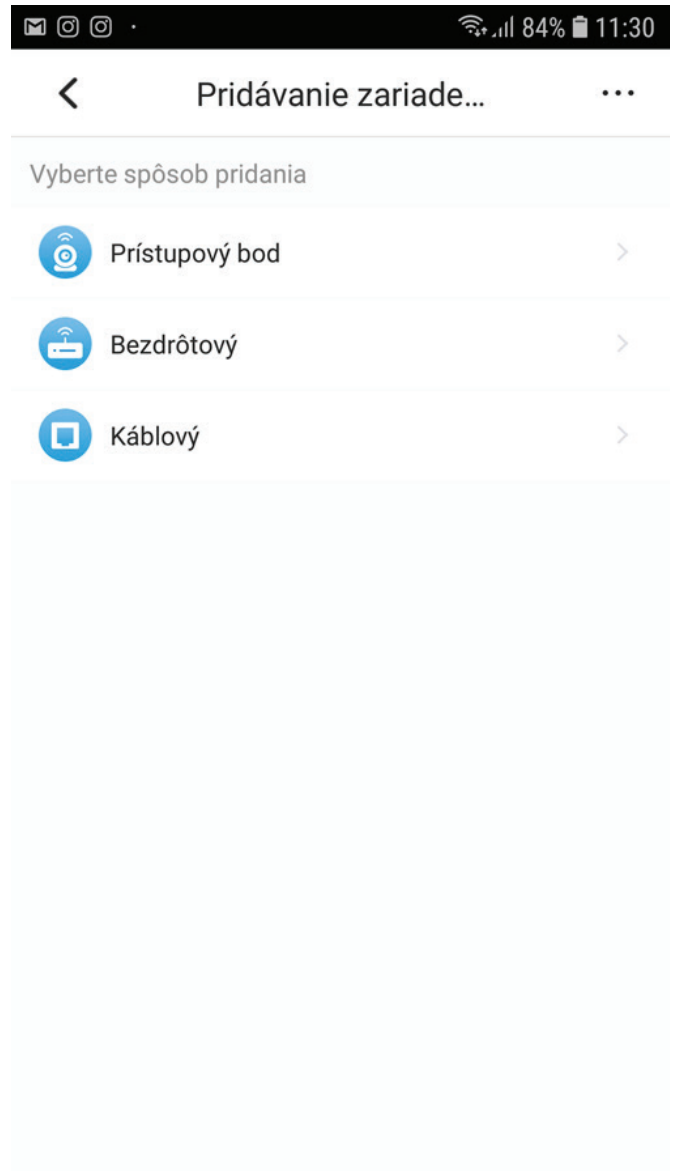 84% 11:30
Pridávanie zariade...
Vyberte spôsob pridania
Prístupový bod
Bezdrôtový
Káblový